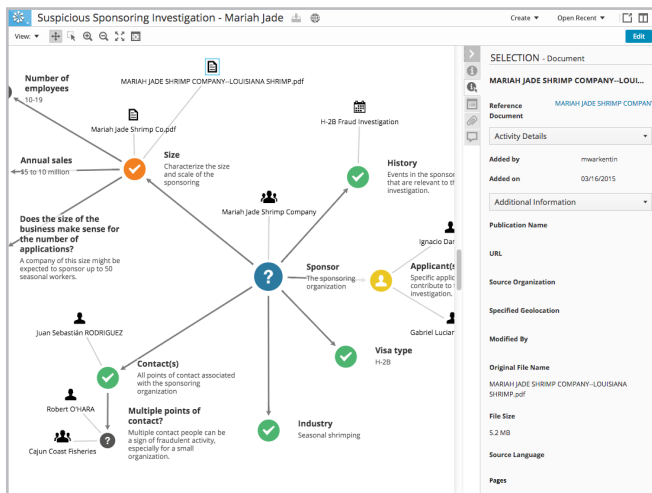 Suspicious Sponsoring Investigation - Mariah Jade
Create ▼
Open Recent ▼
View: ▼
Edit
Number of
employees
10-19
MARIAH JADE SHRIMP COMPANY--LOUISIANA SHRIMP.pdf
Mariah Jade Shrimp Co.pdf
H-2B Fraud Investigation
Annual sales
$5 to 10 million
Size
Characterize the size
and scale of the
sponsoring
History
Events in the sponsor
that are relevant to th
investigation.
Mariah Jade Shrimp Company
Does the size of the
business make sense for
the number of
applications?
A company of this size might be
expected to sponsor up to 50
seasonal workers.
Ignacio Dar
?
Sponsor
The sponsoring
organization
Applicant(s
Specific applic
contribute to
investigation.
Gabriel Lucian
Juan Sebastián RODRIGUEZ
Visa type
H-2B
Contact(s)
All points of contact associated
with the sponsoring
organization
Robert O'HARA
Cajun Coast Fisheries
?
Multiple points of
contact?
Multiple contact people can be
a sign of fraudulent activity,
especially for a small
organization.
Industry
Seasonal shrimping
SELECTION - Document
MARIAH JADE SHRIMP COMPANY--LOUI...
Reference
Document
MARIAH JADE SHRIMP COMPANY
Activity Details
Added by
mwarkentin
Added on
03/16/2015
Additional Information
Publication Name
URL
Source Organization
Specified Geolocation
Modified By
Original File Name
MARIAH JADE SHRIMP COMPANY--LOUISIANA
SHRIMP.pdf
File Size
5.2 MB
Source Language
Pages